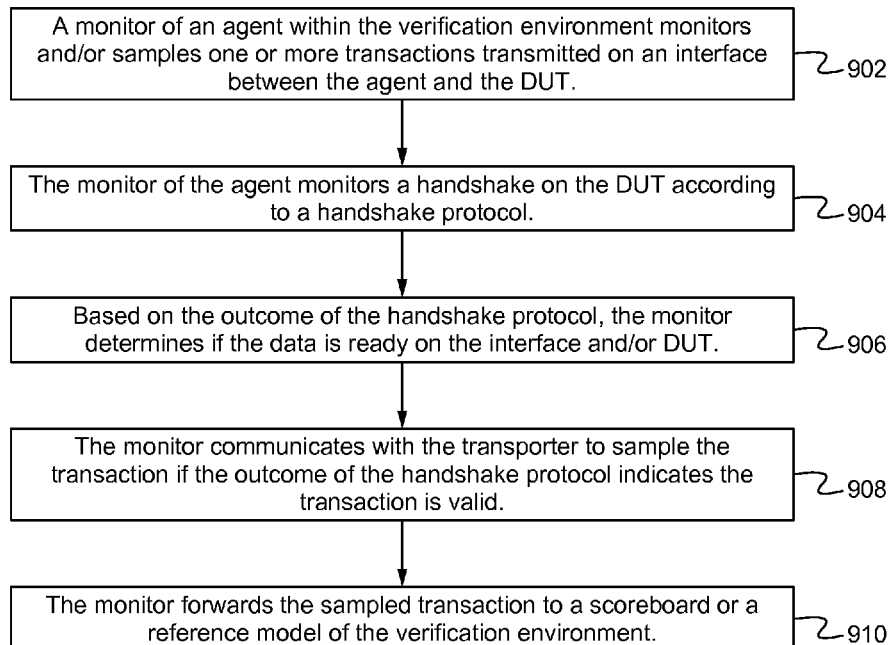 A monitor of an agent within the verification environment monitors
and/or samples one or more transactions transmitted on an interface
between the agent and the DUT.
902
The monitor of the agent monitors a handshake on the DUT according
to a handshake protocol.
904
Based on the outcome of the handshake protocol, the monitor
determines if the data is ready on the interface and/or DUT.
906
The monitor communicates with the transporter to sample the
transaction if the outcome of the handshake protocol indicates the
transaction is valid.
908
The monitor forwards the sampled transaction to a scoreboard or a
reference model of the verification environment.
910